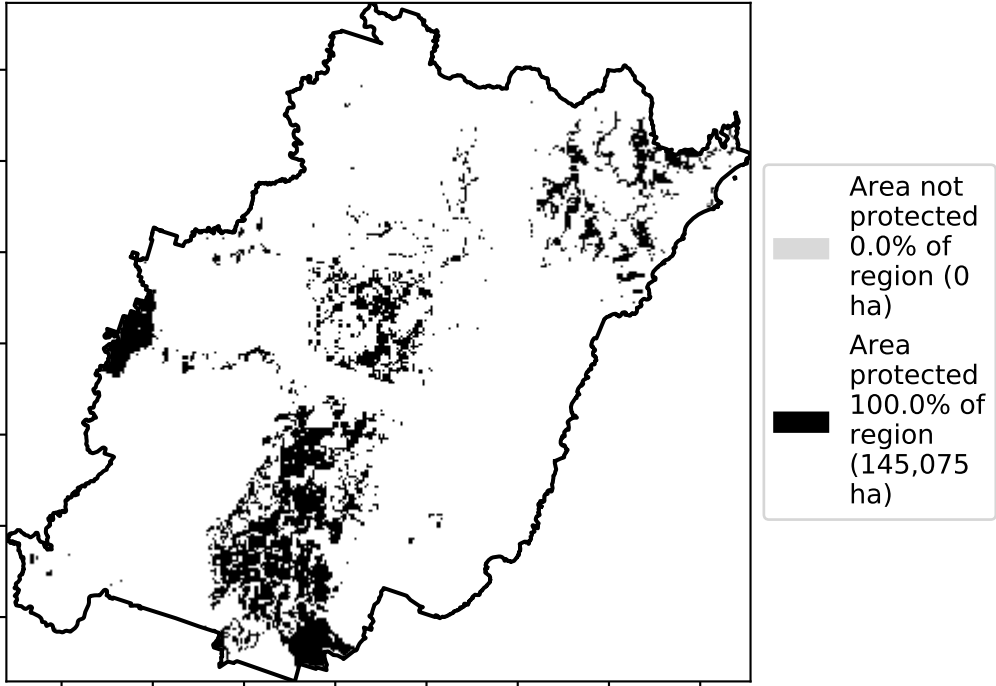 Area not
protected
0.0% of
region (0
ha)
Area
protected
100.0% of
region
(145,075
ha)